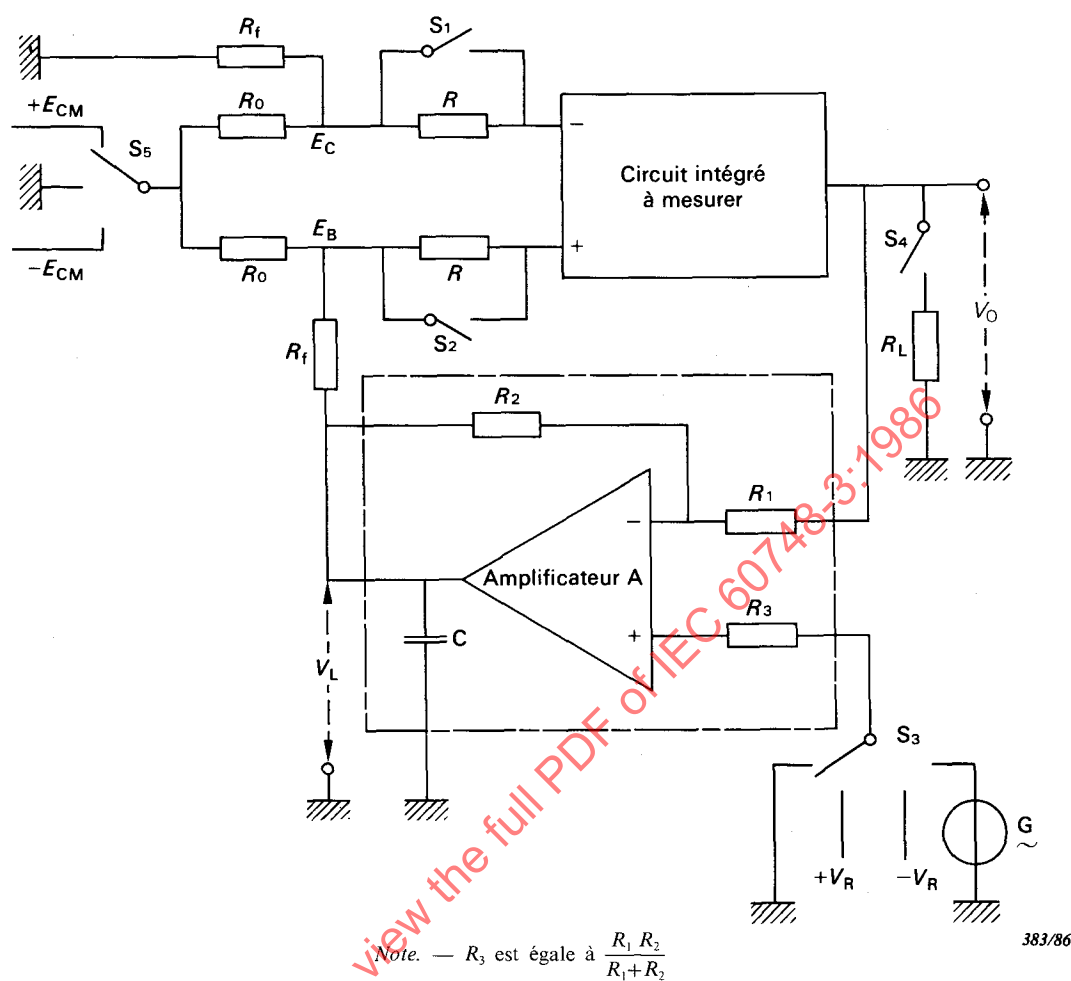 Rf
S1
+ECM
R0
R
S5
EC
−
Circuit intégré
à mesurer
EB
+
S4
−ECM
R0
R
S2
VO
RL
Rf
R2
R1
−
Amplificateur A
R3
+
C
VL
S3
G
∼
+VR
−VR
view the full PDF of IEC 60748-3:1986
Note. — R3 est égale à R1 R2 / R1+R2
383/86